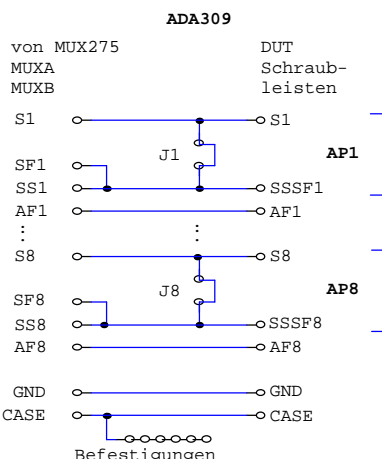 ADA309
von MUX275 DUT
MUXA Schraub-
MUXB leisten
S1 S1
J1 AP1
SF1
SS1 SSSF1
AF1 AF1
⋮ ⋮
S8 S8
J8 AP8
SF8
SS8 SSSF8
AF8 AF8
GND GND
CASE CASE
Befestigungen